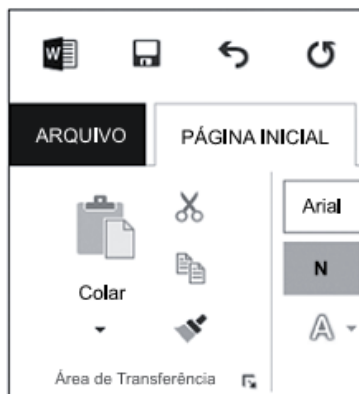 W
ARQUIVO PÁGINA INICIAL
Arial
N
Colar
A
Área de Transferência